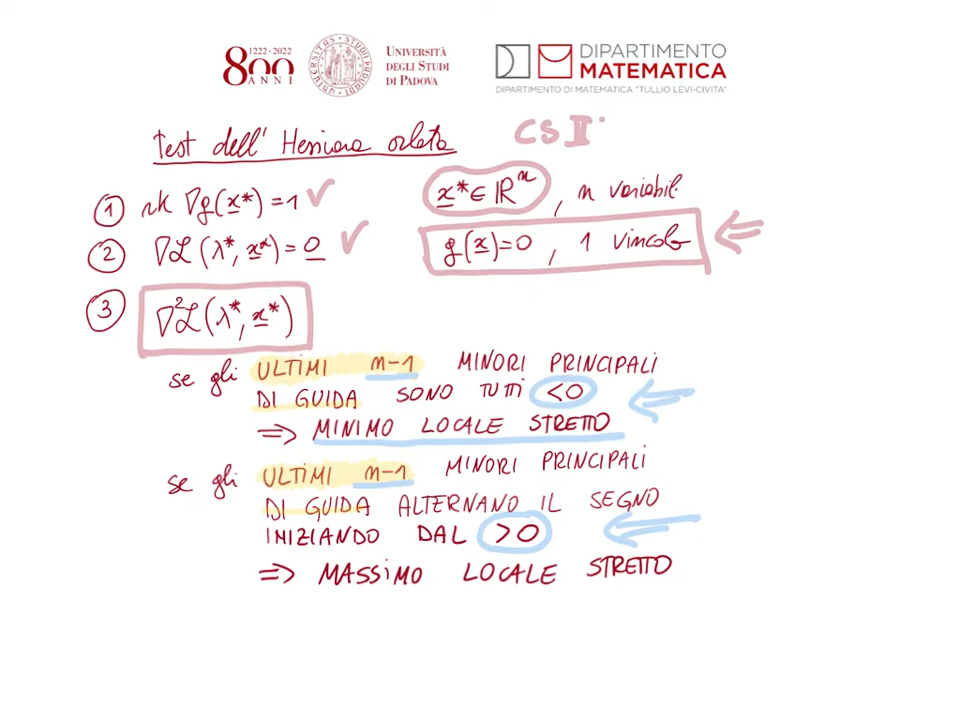 1222·2022
800
ANNI
UNIVERSITÀ
DEGLI STUDI
DI PADOVA
DIPARTIMENTO
MATEMATICA
DIPARTIMENTO DI MATEMATICA "TULLIO LEVI-CIVITA"
Test dell' Hessiana orlata
CS II°
① rk ∇g(x*) = 1 ✓
x* ∈ ℝⁿ, n variabili
② ∇ℒ(λ*, x*) = 0 ✓
g(x) = 0, 1 vincolo
③ ∇²ℒ(λ*, x*)
se gli ULTIMI n-1 MINORI PRINCIPALI
DI GUIDA SONO TUTTI <0
⇒ MINIMO LOCALE STRETTO
se gli ULTIMI n-1 MINORI PRINCIPALI
DI GUIDA ALTERNANO IL SEGNO
INIZIANDO DAL >0
⇒ MASSIMO LOCALE STRETTO